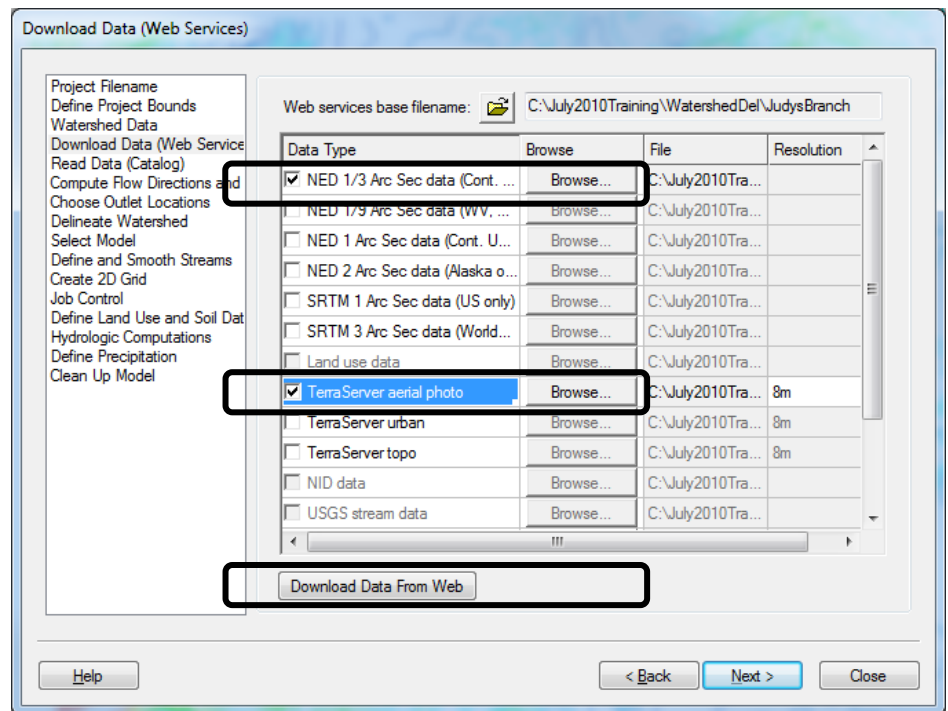 Download Data (Web Services)
Project Filename
Define Project Bounds
Watershed Data
Download Data (Web Service
Read Data (Catalog)
Compute Flow Directions and
Choose Outlet Locations
Delineate Watershed
Select Model
Define and Smooth Streams
Create 2D Grid
Job Control
Define Land Use and Soil Dat
Hydrologic Computations
Define Precipitation
Clean Up Model
Web services base filename: C:\July2010Training\WatershedDel\JudysBranch
Data Type Browse File Resolution
NED 1/3 Arc Sec data (Cont. ... Browse... C:\July2010Tra...
NED 1/9 Arc Sec data (WV, ... Browse... C:\July2010Tra...
NED 1 Arc Sec data (Cont. U... Browse... C:\July2010Tra...
NED 2 Arc Sec data (Alaska o... Browse... C:\July2010Tra...
SRTM 1 Arc Sec data (US only) Browse... C:\July2010Tra...
SRTM 3 Arc Sec data (World... Browse... C:\July2010Tra...
Land use data Browse... C:\July2010Tra...
TerraServer aerial photo Browse... C:\July2010Tra... 8m
TerraServer urban Browse... C:\July2010Tra... 8m
TerraServer topo Browse... C:\July2010Tra... 8m
NID data Browse... C:\July2010Tra...
USGS stream data Browse... C:\July2010Tra...
Download Data From Web
Help < Back Next > Close